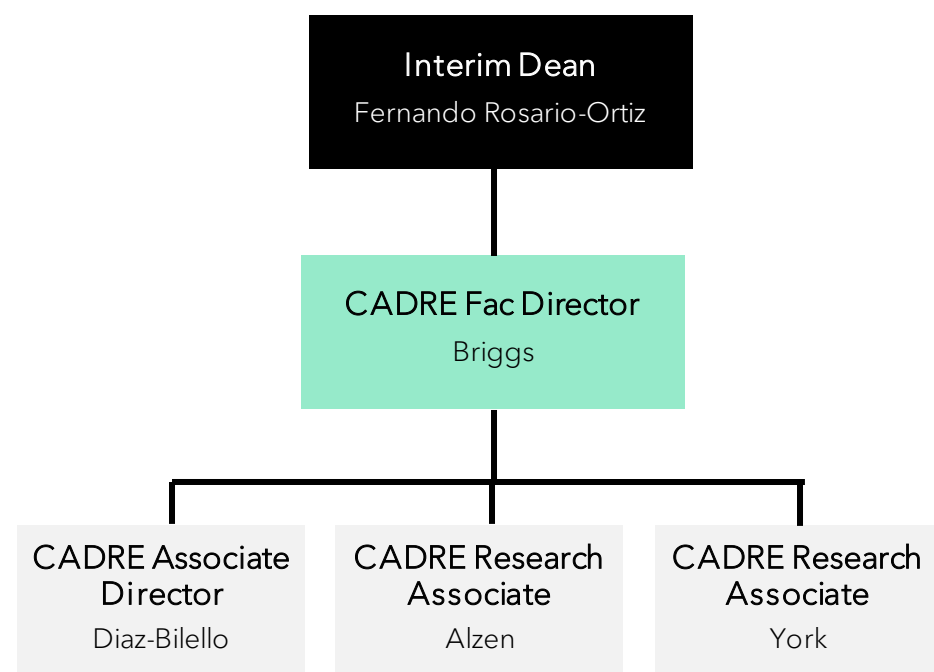 Interim Dean
Fernando Rosario-Ortiz
CADRE Fac Director
Briggs
CADRE Associate
Director
Diaz-Bilello
CADRE Research
Associate
Alzen
CADRE Research
Associate
York